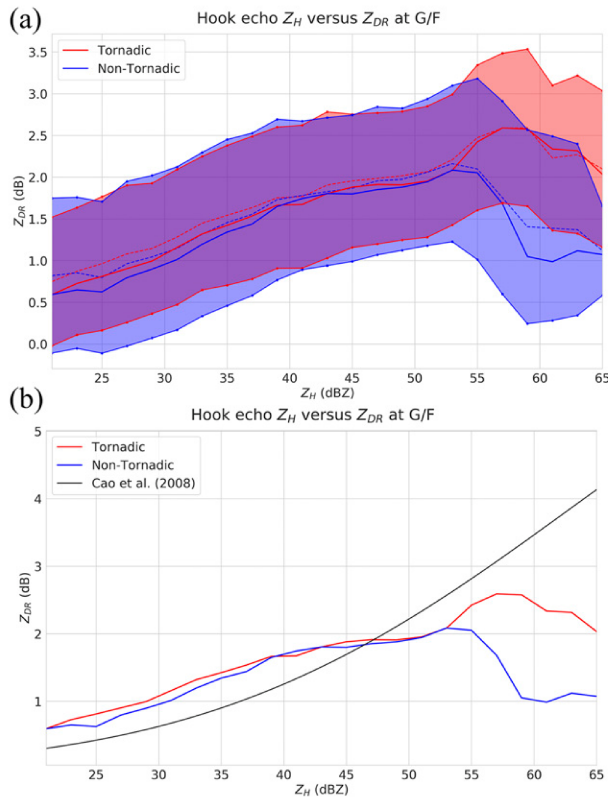 (a)
Hook echo Z_H versus Z_DR at G/F
Tornadic
Non-Tornadic
3.5
3.0
2.5
2.0
1.5
1.0
0.5
0.0
Z_DR (dB)
25 30 35 40 45 50 55 60 65
Z_H (dBZ)
(b)
Hook echo Z_H versus Z_DR at G/F
Tornadic
Non-Tornadic
Cao et al. (2008)
5
4
3
2
1
Z_DR (dB)
25 30 35 40 45 50 55 60 65
Z_H (dBZ)